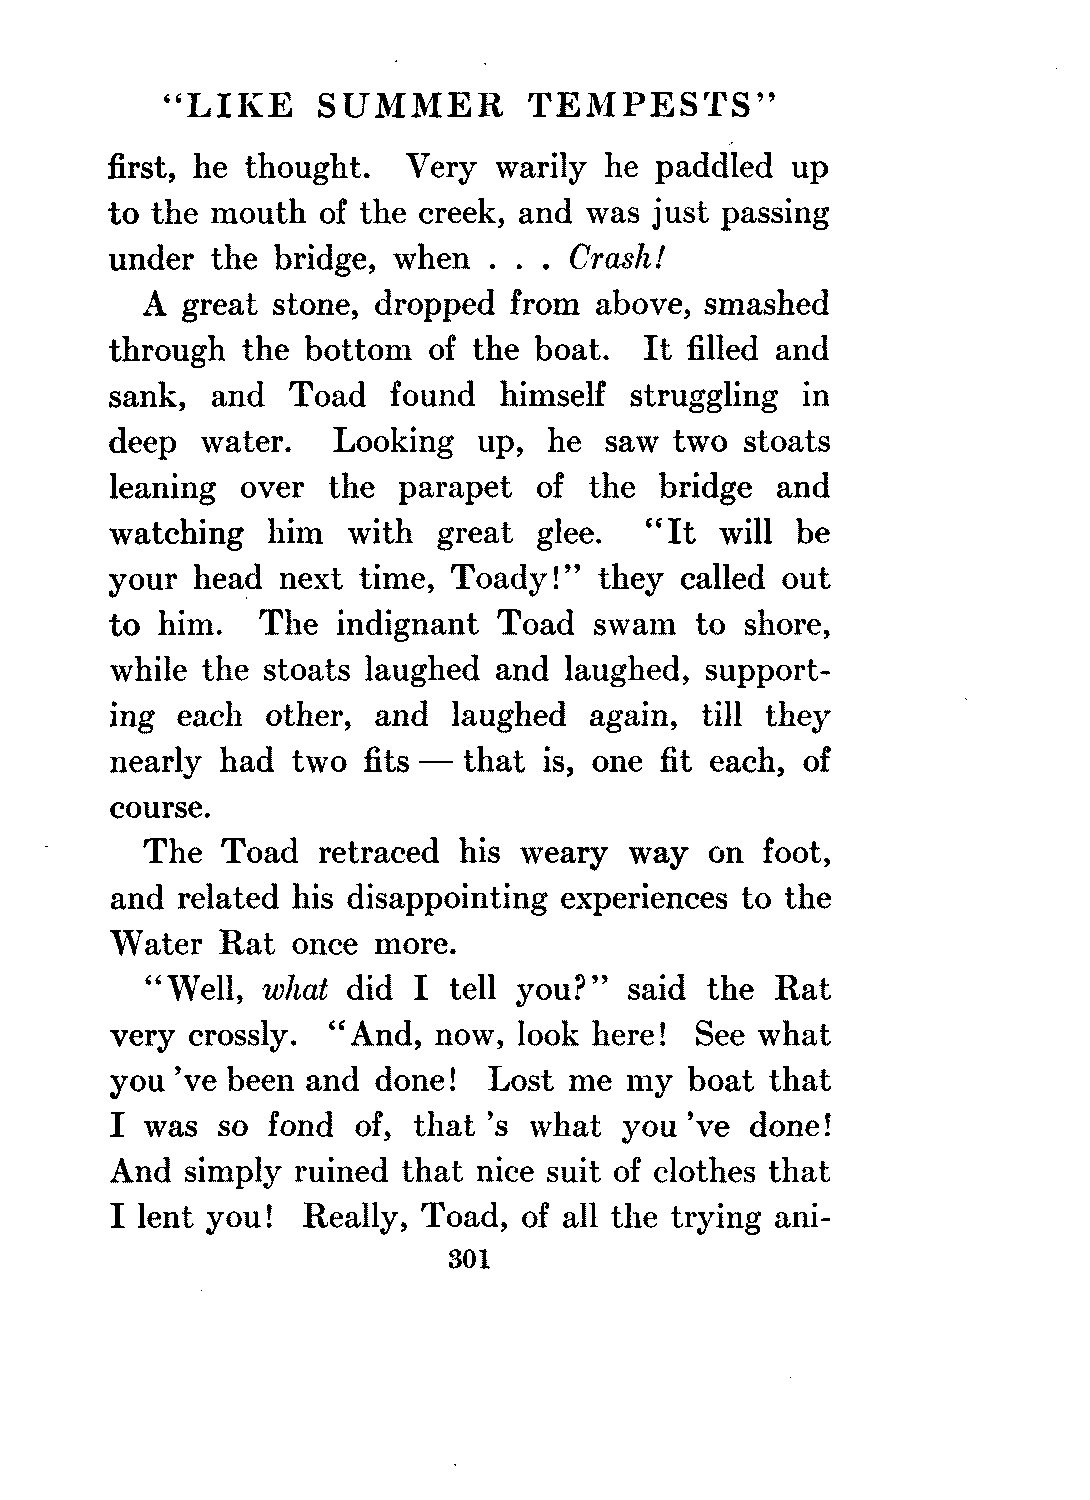 “LIKE SUMMER TEMPESTS”
first, he thought. Very warily he paddled up
to the mouth of the creek, and was just passing
under the bridge, when . . . Crash!
A great stone, dropped from above, smashed
through the bottom of the boat. It filled and
sank, and Toad found himself struggling in
deep water. Looking up, he saw two stoats
leaning over the parapet of the bridge and
watching him with great glee. “It will be
your head next time, Toady!” they called out
to him. The indignant Toad swam to shore,
while the stoats laughed and laughed, support-
ing each other, and laughed again, till they
nearly had two fits — that is, one fit each, of
course.
The Toad retraced his weary way on foot,
and related his disappointing experiences to the
Water Rat once more.
“Well, what did I tell you?” said the Rat
very crossly. “And, now, look here! See what
you ’ve been and done! Lost me my boat that
I was so fond of, that ’s what you ’ve done!
And simply ruined that nice suit of clothes that
I lent you! Really, Toad, of all the trying ani-
301